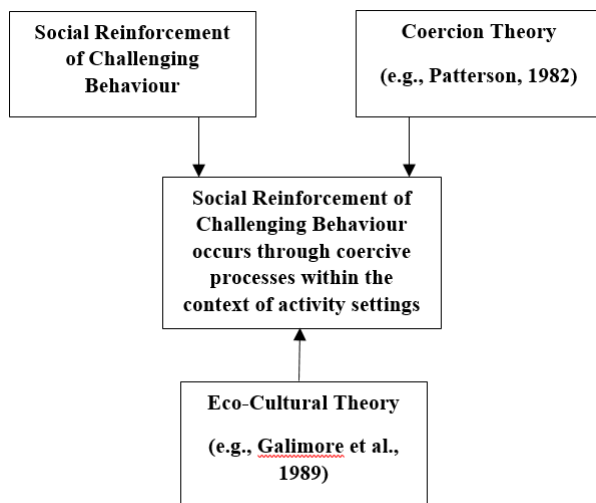 Social Reinforcement
of Challenging
Behaviour
Coercion Theory
(e.g., Patterson, 1982)
Social Reinforcement of
Challenging Behaviour
occurs through coercive
processes within the
context of activity settings
Eco-Cultural Theory
(e.g., Galimore et al.,
1989)